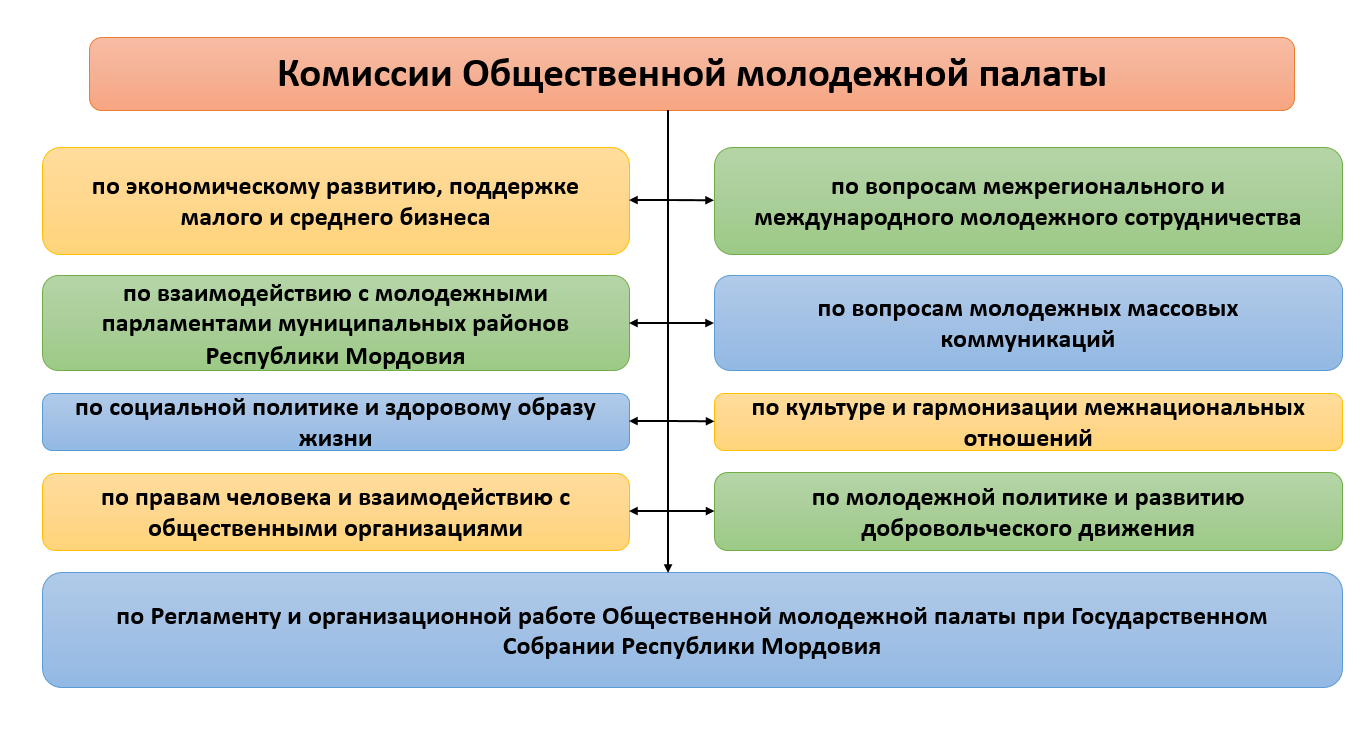 Комиссии Общественной молодежной палаты
по экономическому развитию, поддержке
малого и среднего бизнеса
по вопросам межрегионального и
международного молодежного сотрудничества
по взаимодействию с молодежными
парламентами муниципальных районов
Республики Мордовия
по вопросам молодежных массовых
коммуникаций
по социальной политике и здоровому образу
жизни
по культуре и гармонизации межнациональных
отношений
по правам человека и взаимодействию с
общественными организациями
по молодежной политике и развитию
добровольческого движения
по Регламенту и организационной работе Общественной молодежной палаты при Государственном
Собрании Республики Мордовия